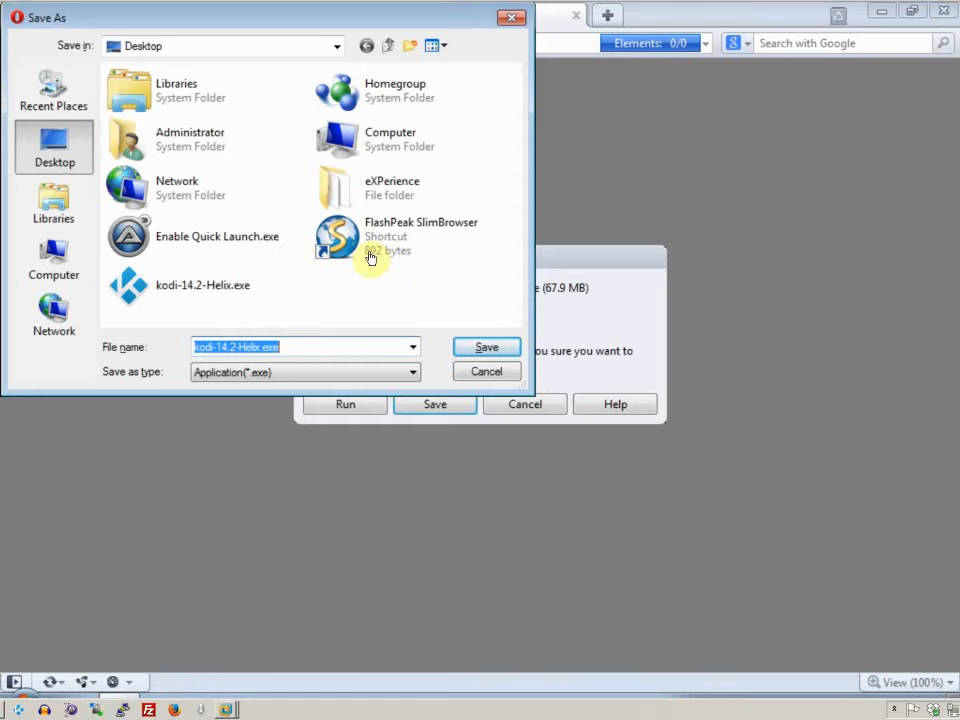 Save As
Save in:
Desktop
Recent Places
Desktop
Libraries
Computer
Network
Libraries
System Folder
Homegroup
System Folder
Administrator
System Folder
Computer
System Folder
Network
System Folder
eXPerience
File folder
Enable Quick Launch.exe
FlashPeak SlimBrowser
Shortcut
892 bytes
kodi-14.2-Helix.exe
File name:
kodi-14.2-Helix.exe
Save
Save as type:
Application(*.exe)
Cancel
Elements: 0/0
Search with Google
e (67.9 MB)
ou sure you want to
Run
Save
Cancel
Help
View (100%)